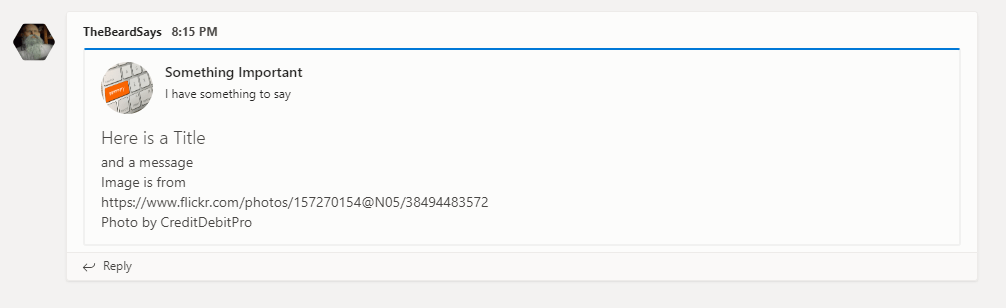 TheBeardSays 8:15 PM
Something Important
I have something to say
Here is a Title
and a message
Image is from
https://www.flickr.com/photos/157270154@N05/38494483572
Photo by CreditDebitPro
Reply